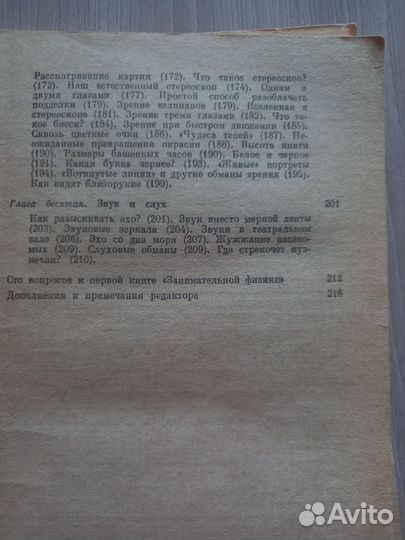 Рассматривание картин (172). Что такое стереоскоп?
(172). Наш естественный стереоскоп (174). Одним и
двумя глазами (177). Простой способ разоблачать
подделки (179). Зрение великанов (179). Вселенная в
стереоскопе (181). Зрение тремя глазами (182). Что та-
кое блеск? (184). Зрение при быстром движении (185).
Сквозь цветные очки (186). «Чудеса теней» (187). Не-
ожиданные превращения окраски (188). Высота книги
(190). Размеры башенных часов (190). Белое и черное
(191). Какая буква чернее? (193). «Живые» портреты
(194). «Воткнутые линии» и другие обманы зрения (195).
Как видят близорукие (199).
Глава десятая. Звук и слух 201
Как разыскивать эхо? (201). Звук вместо мерной ленты
(203). Звуковые зеркала (204). Звуки в театральном
зале (206). Эхо со дна моря (207). Жужжание насеко-
мых (209). Слуховые обманы (209). Где стрекочет куз-
нечик? (210).
Сто вопросов к первой книге «Занимательной физики» 212
Дополнения и примечания редактора 216
Avito